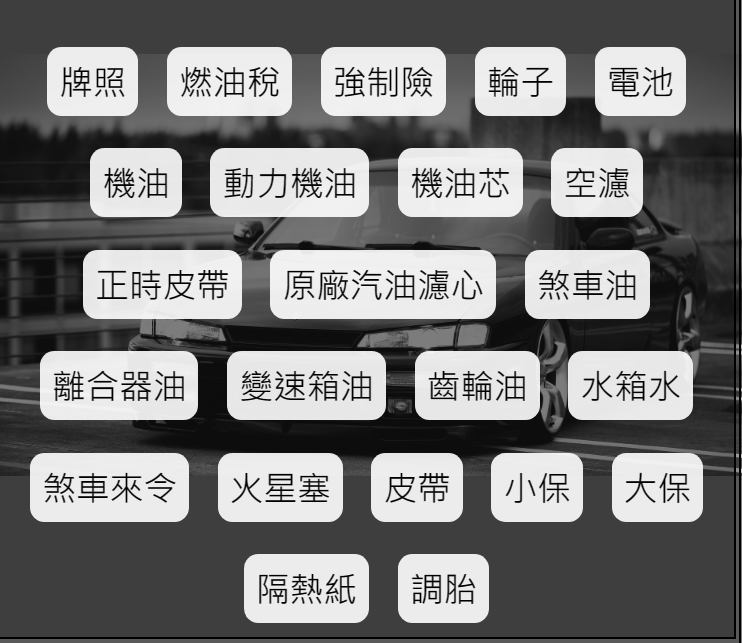 牌照 燃油稅 強制險 輪子 電池
機油 動力機油 機油芯 空濾
正時皮帶 原廠汽油濾心 煞車油
離合器油 變速箱油 齒輪油 水箱水
煞車來令 火星塞 皮帶 小保 大保
隔熱紙 調胎